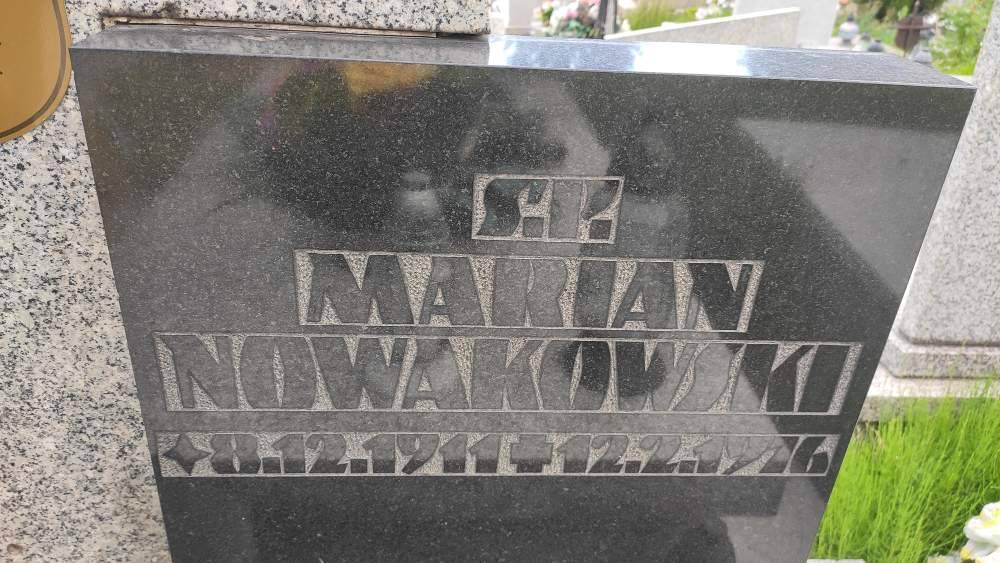 Ś.P.
MARIAN
NOWAKOWSKI
8.12.1911 12.2.1976